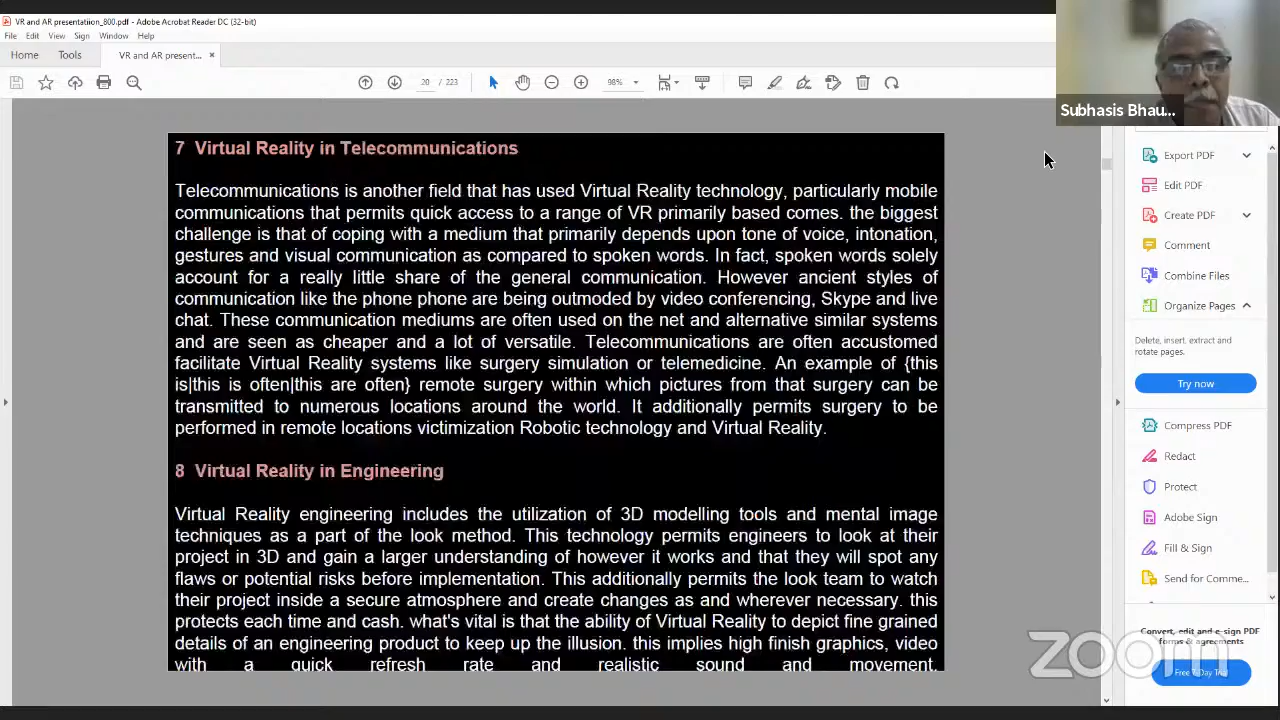 VR and AR presentatiion_800.pdf - Adobe Acrobat Reader DC (32-bit)
File Edit View Sign Window Help
Home Tools VR and AR present... ×
20 / 223 98%
Subhasis Bhau...
7 Virtual Reality in Telecommunications
Telecommunications is another field that has used Virtual Reality technology, particularly mobile
communications that permits quick access to a range of VR primarily based comes. the biggest
challenge is that of coping with a medium that primarily depends upon tone of voice, intonation,
gestures and visual communication as compared to spoken words. In fact, spoken words solely
account for a really little share of the general communication. However ancient styles of
communication like the phone phone are being outmoded by video conferencing, Skype and live
chat. These communication mediums are often used on the net and alternative similar systems
and are seen as cheaper and a lot of versatile. Telecommunications are often accustomed
facilitate Virtual Reality systems like surgery simulation or telemedicine. An example of {this
is|this is often|this are often} remote surgery within which pictures from that surgery can be
transmitted to numerous locations around the world. It additionally permits surgery to be
performed in remote locations victimization Robotic technology and Virtual Reality.
8 Virtual Reality in Engineering
Virtual Reality engineering includes the utilization of 3D modelling tools and mental image
techniques as a part of the look method. This technology permits engineers to look at their
project in 3D and gain a larger understanding of however it works and that they will spot any
flaws or potential risks before implementation. This additionally permits the look team to watch
their project inside a secure atmosphere and create changes as and wherever necessary. this
protects each time and cash. what's vital is that the ability of Virtual Reality to depict fine grained
details of an engineering product to keep up the illusion. this implies high finish graphics, video
with a quick refresh rate and realistic sound and movement.
Export PDF
Edit PDF
Create PDF
Comment
Combine Files
Organize Pages
Delete, insert, extract and
rotate pages.
Try now
Compress PDF
Redact
Protect
Adobe Sign
Fill & Sign
Send for Comme...
Convert, edit and e-sign PDF
forms & agreements
Free 7-Day Trial
zoom